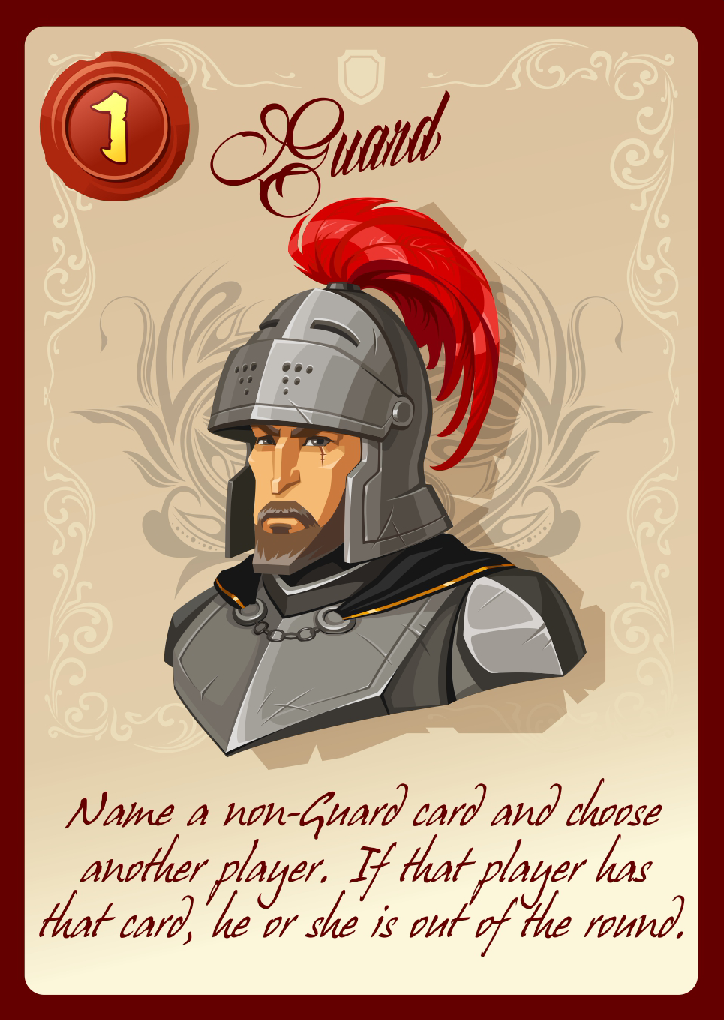 1
Guard
Name a non-Guard card and choose
another player. If that player has
that card, he or she is out of the round.